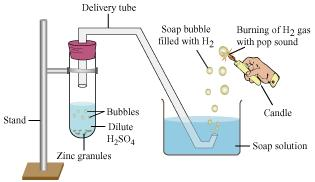 Delivery tube
Soap bubble
filled with H2
Burning of H2 gas
with pop sound
Candle
Stand
Bubbles
Dilute
H2SO4
Zinc granules
Soap solution